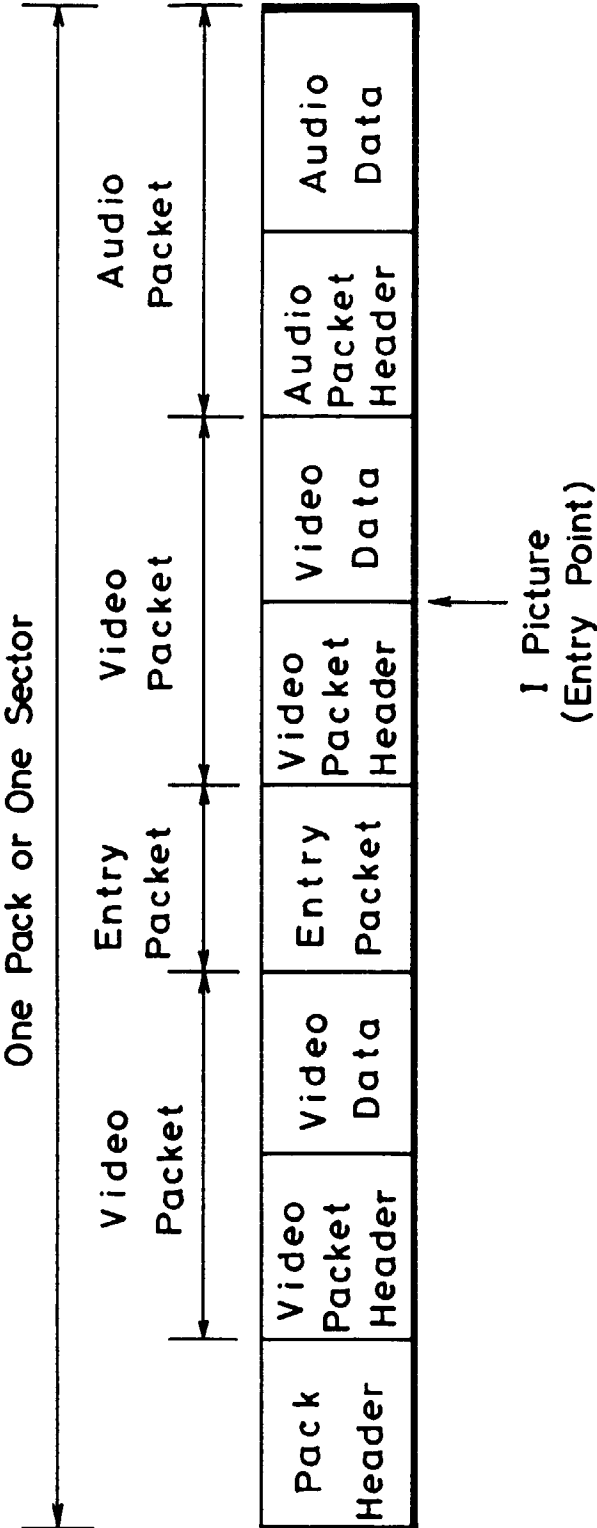 One Pack or One Sector
Video
Packet
Entry
Packet
Video
Packet
Audio
Packet
Pack
Header
Video
Packet
Header
Video
Data
Entry
Packet
Video
Packet
Header
Video
Data
Audio
Packet
Header
Audio
Data
I Picture
(Entry Point)